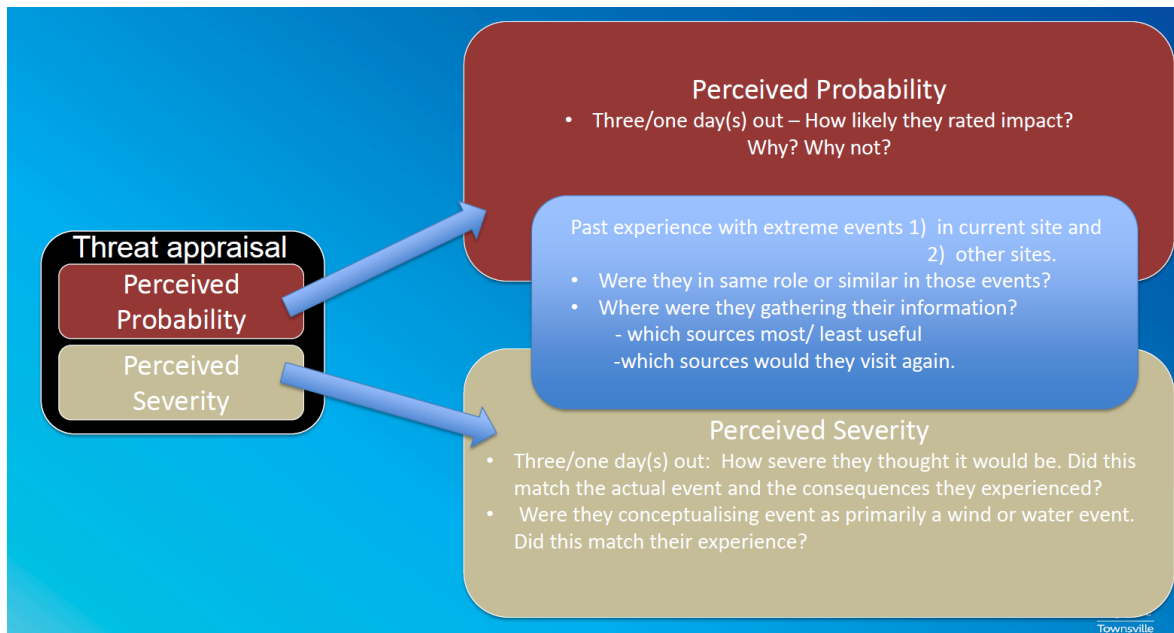 Threat appraisal
Perceived
Probability
Perceived
Severity
Perceived Probability
• Three/one day(s) out – How likely they rated impact?
Why? Why not?
Past experience with extreme events 1) in current site and
2) other sites.
• Were they in same role or similar in those events?
• Where were they gathering their information?
- which sources most/ least useful
-which sources would they visit again.
Perceived Severity
• Three/one day(s) out: How severe they thought it would be. Did this
match the actual event and the consequences they experienced?
• Were they conceptualising event as primarily a wind or water event.
Did this match their experience?
Townsville